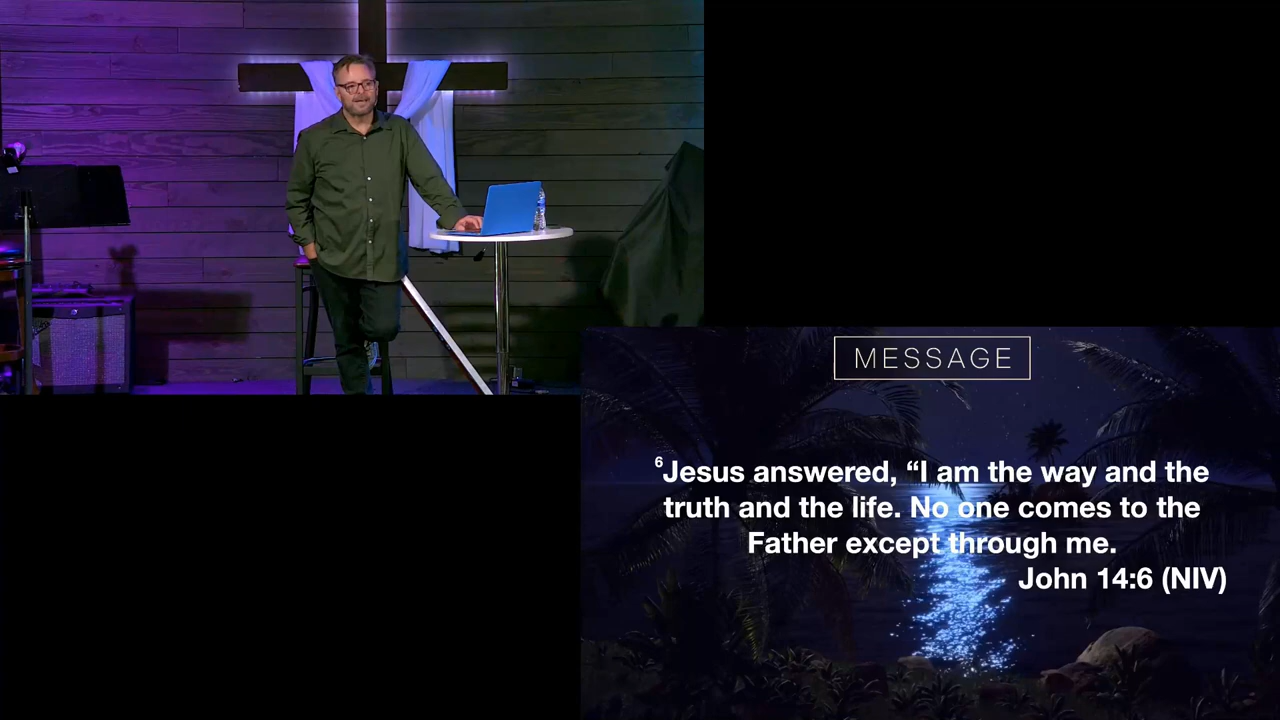 MESSAGE
⁶Jesus answered, “I am the way and the
truth and the life. No one comes to the
Father except through me.
John 14:6 (NIV)